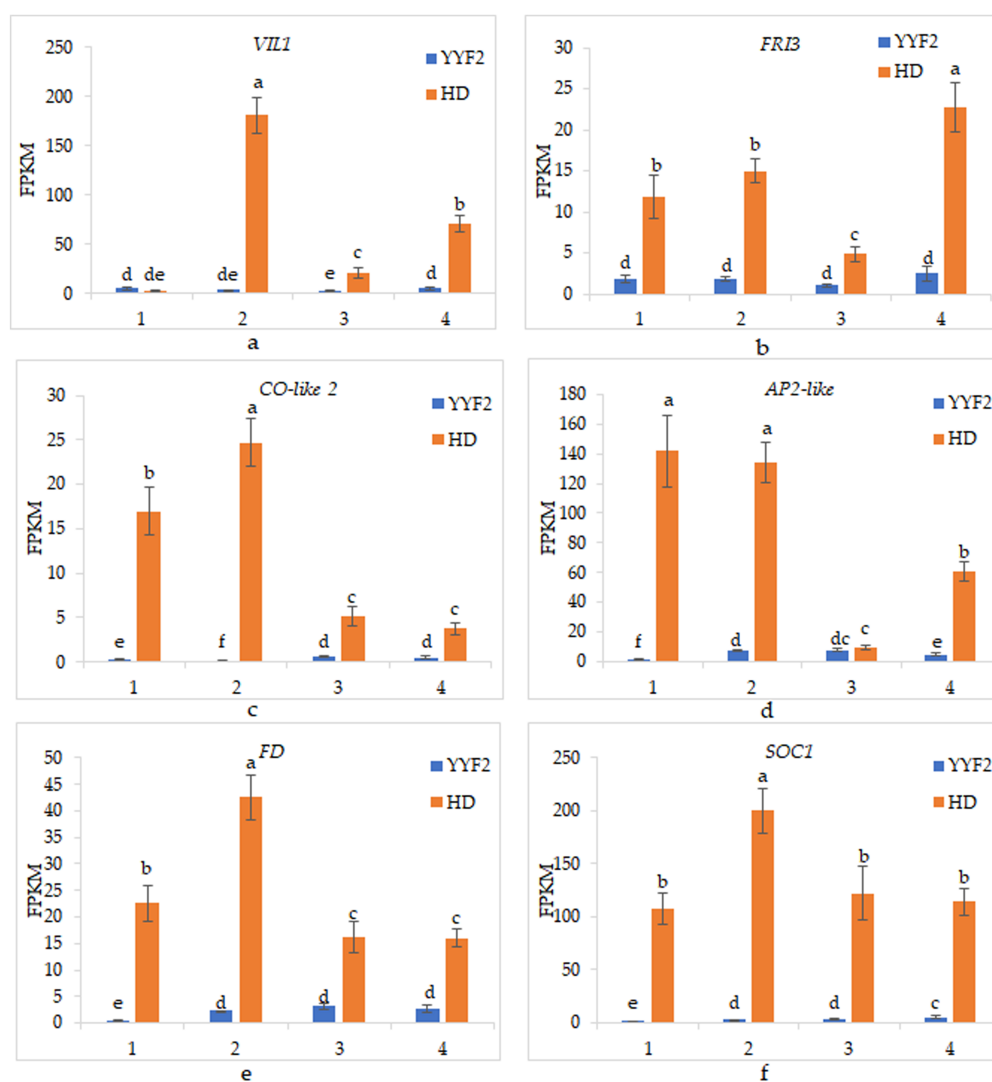 VIL1
YYF2
HD
FPKM
250
200
150
100
50
0
a
b
c
d de de e d
1 2 3 4
a
FRI3
YYF2
HD
FPKM
30
25
20
15
10
5
0
a
b b
c
d d d d
1 2 3 4
b
CO-like 2
YYF2
HD
FPKM
30
25
20
15
10
5
0
a
b
c c
e f d d
1 2 3 4
c
AP2-like
YYF2
HD
FPKM
180
160
140
120
100
80
60
40
20
0
a a
b
f d dc c e
1 2 3 4
d
FD
YYF2
HD
FPKM
50
45
40
35
30
25
20
15
10
5
0
a
b
c c
e d d d
1 2 3 4
e
SOC1
YYF2
HD
FPKM
250
200
150
100
50
0
a
b b b
e d d c
1 2 3 4
f